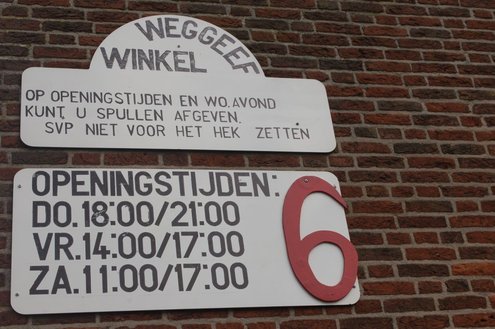 WEGGEEF
WINKEL
OP OPENINGSTIJDEN EN WO.AVOND
KUNT U SPULLEN AFGEVEN.
SVP NIET VOOR HET HEK ZETTEN
OPENINGSTIJDEN:
DO.18:00/21:00
VR.14:00/17:00
ZA.11:00/17:00
6